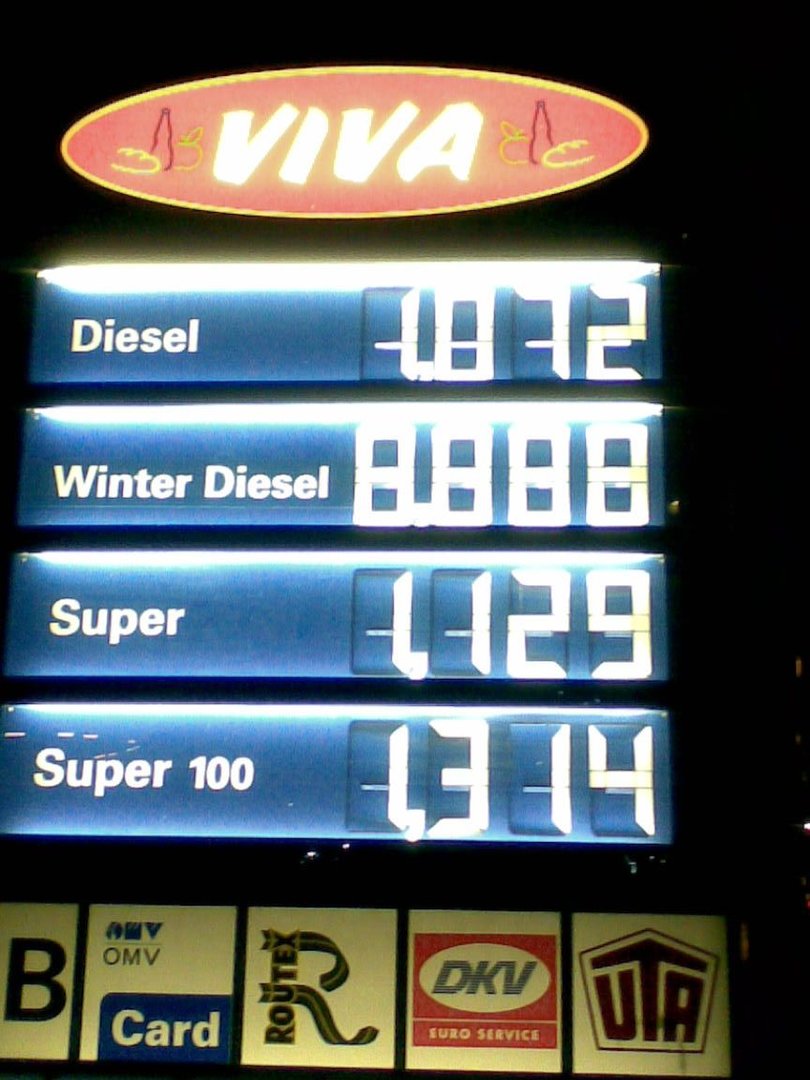 VIVA
Diesel 1,072
Winter Diesel 8,888
Super 1,129
Super 100 1,314
B
OMV
OMV
Card
ROUTEX
R
DKV
EURO SERVICE
UTA